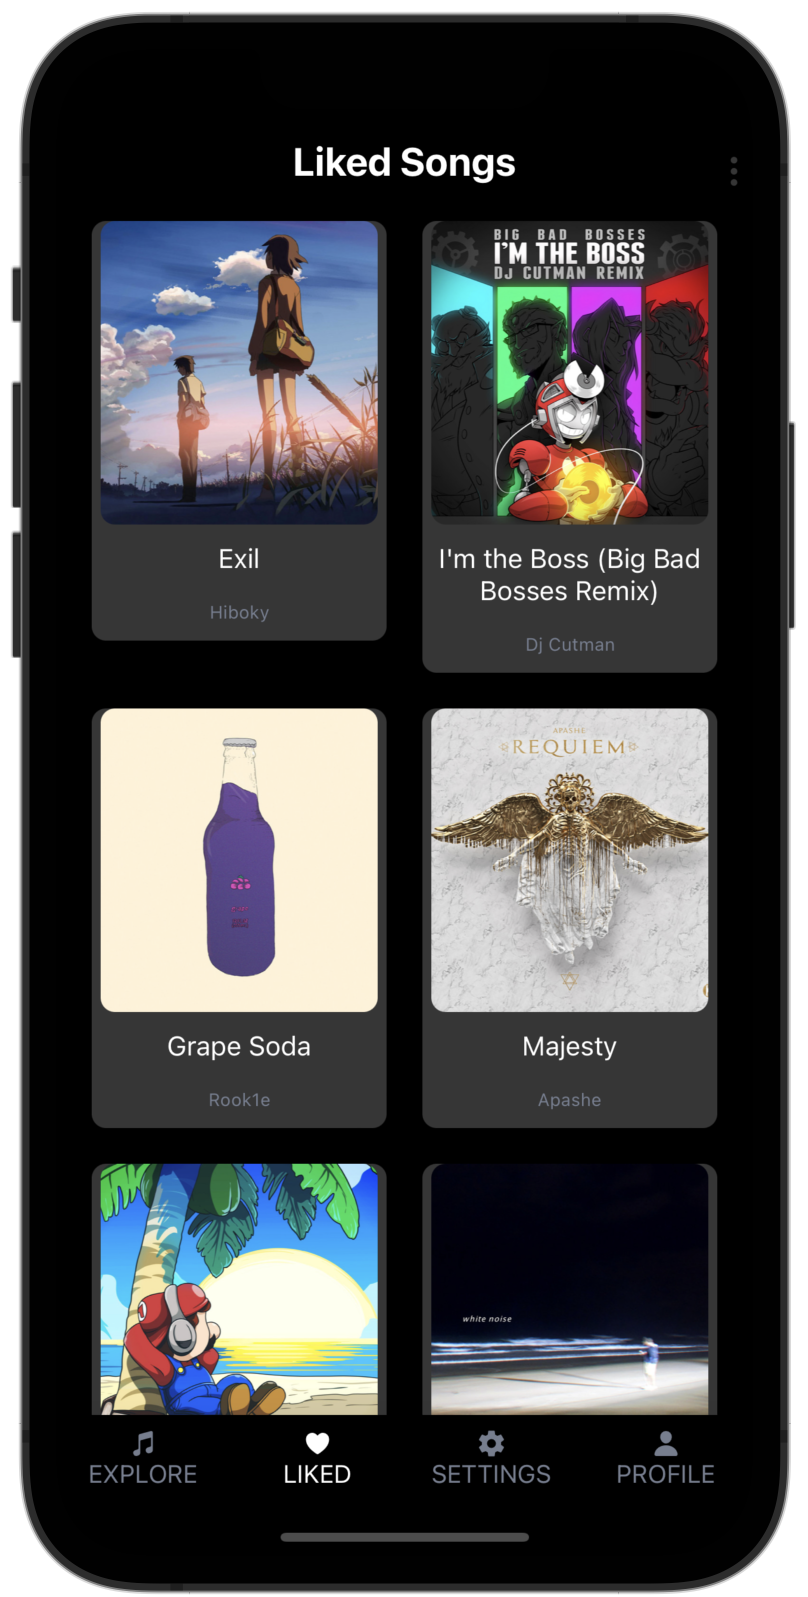 Liked Songs
BIG BAD BOSSES
I'M THE BOSS
DJ CUTMAN REMIX
Exil
Hiboky
I'm the Boss (Big Bad
Bosses Remix)
Dj Cutman
APASHE
REQUIEM
Grape Soda
Rook1e
Majesty
Apashe
white noise
EXPLORE
LIKED
SETTINGS
PROFILE